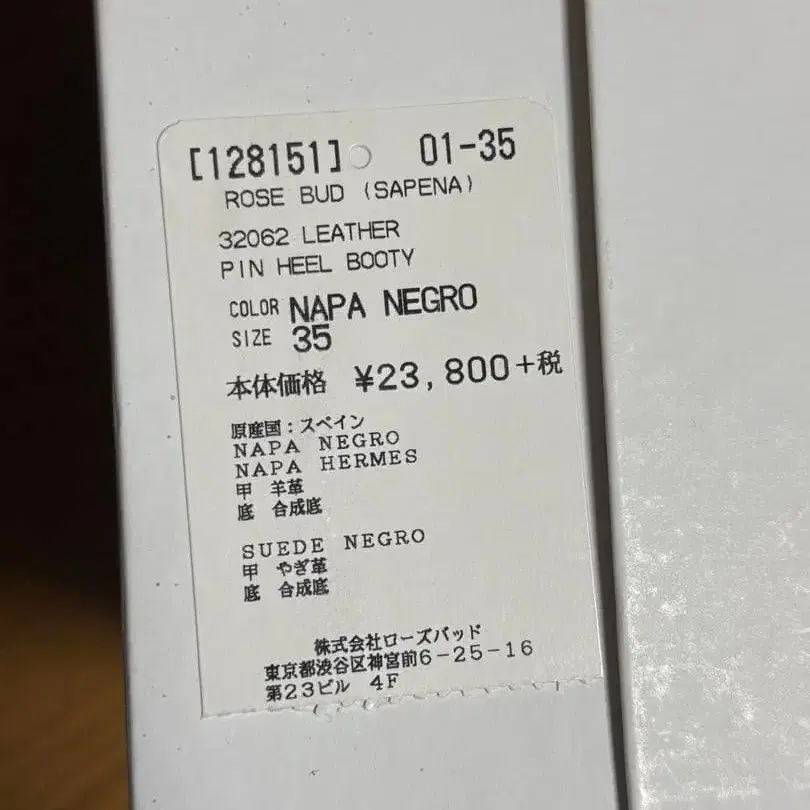 [128151] 01-35
ROSE BUD (SAPENA)
32062 LEATHER
PIN HEEL BOOTY
COLOR NAPA NEGRO
SIZE 35
本体価格 ¥23,800+税
原産国:スペイン
NAPA NEGRO
NAPA HERMES
甲 羊革
底 合成底
SUEDE NEGRO
甲 やぎ革
底 合成底
株式会社ローズバッド
東京都渋谷区神宮前6-25-16
第23ビル 4F